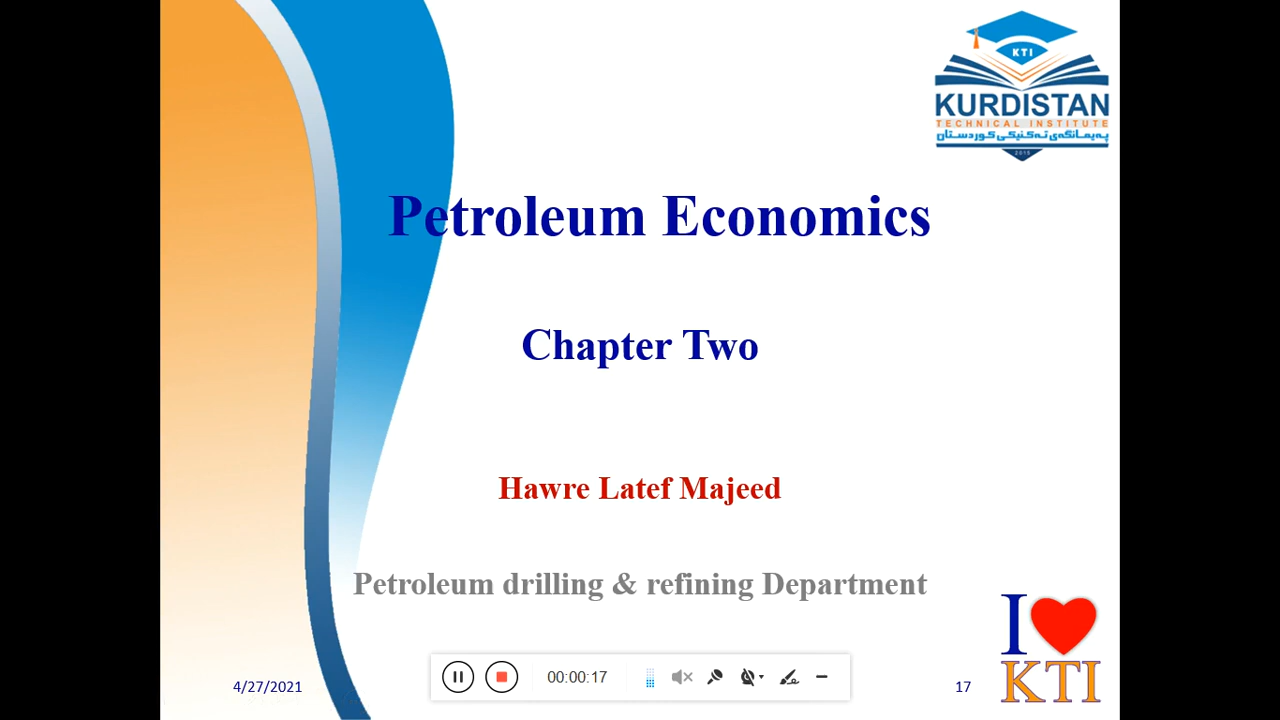 KTI
KURDISTAN
TECHNICAL INSTITUTE
پەیمانگەی تەکنیکی کوردستان
2015
Petroleum Economics
Chapter Two
Hawre Latef Majeed
Petroleum drilling & refining Department
I
KTI
4/27/2021
00:00:17
17